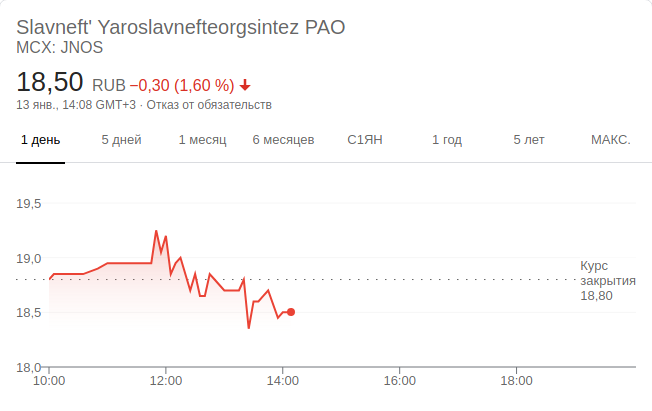 Slavneft' Yaroslavnefteorgsintez PAO
MCX: JNOS
18,50 RUB −0,30 (1,60 %)
13 янв., 14:08 GMT+3 · Отказ от обязательств
1 день 5 дней 1 месяц 6 месяцев С1ЯН 1 год 5 лет МАКС.
19,5
19,0
Курс
закрытия
18,80
18,5
18,0
10:00 12:00 14:00 16:00 18:00